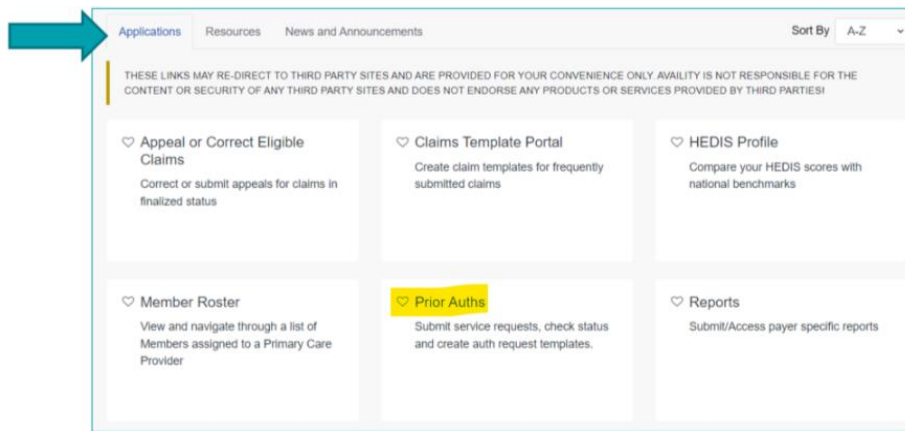 Applications Resources News and Announcements Sort By A-Z
THESE LINKS MAY RE-DIRECT TO THIRD PARTY SITES AND ARE PROVIDED FOR YOUR CONVENIENCE ONLY. AVAILITY IS NOT RESPONSIBLE FOR THE
CONTENT OR SECURITY OF ANY THIRD PARTY SITES AND DOES NOT ENDORSE ANY PRODUCTS OR SERVICES PROVIDED BY THIRD PARTIES!
Appeal or Correct Eligible
Claims
Correct or submit appeals for claims in
finalized status
Claims Template Portal
Create claim templates for frequently
submitted claims
HEDIS Profile
Compare your HEDIS scores with
national benchmarks
Member Roster
View and navigate through a list of
Members assigned to a Primary Care
Provider
Prior Auths
Submit service requests, check status
and create auth request templates.
Reports
Submit/Access payer specific reports